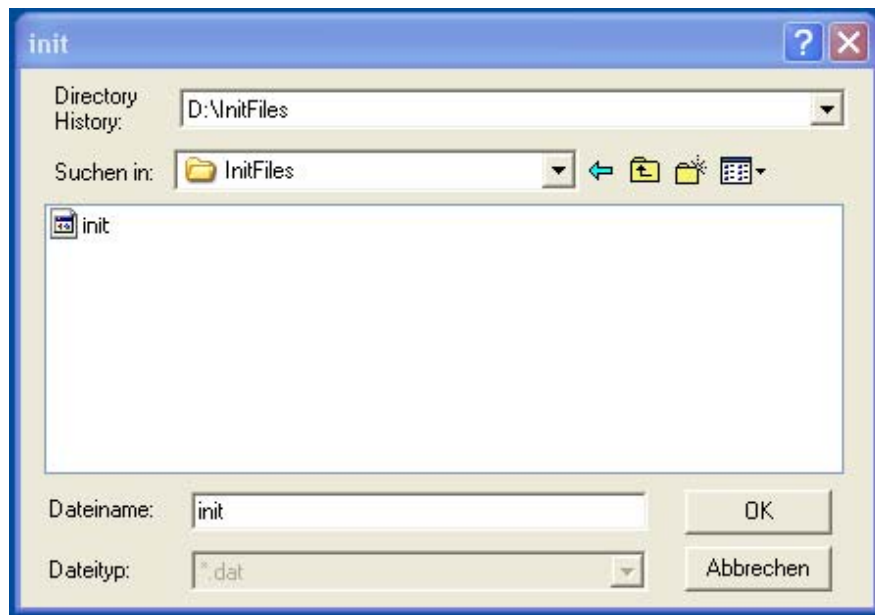 init
Directory
History:
D:\InitFiles
Suchen in:
InitFiles
init
Dateiname:
init
OK
Dateityp:
*.dat
Abbrechen